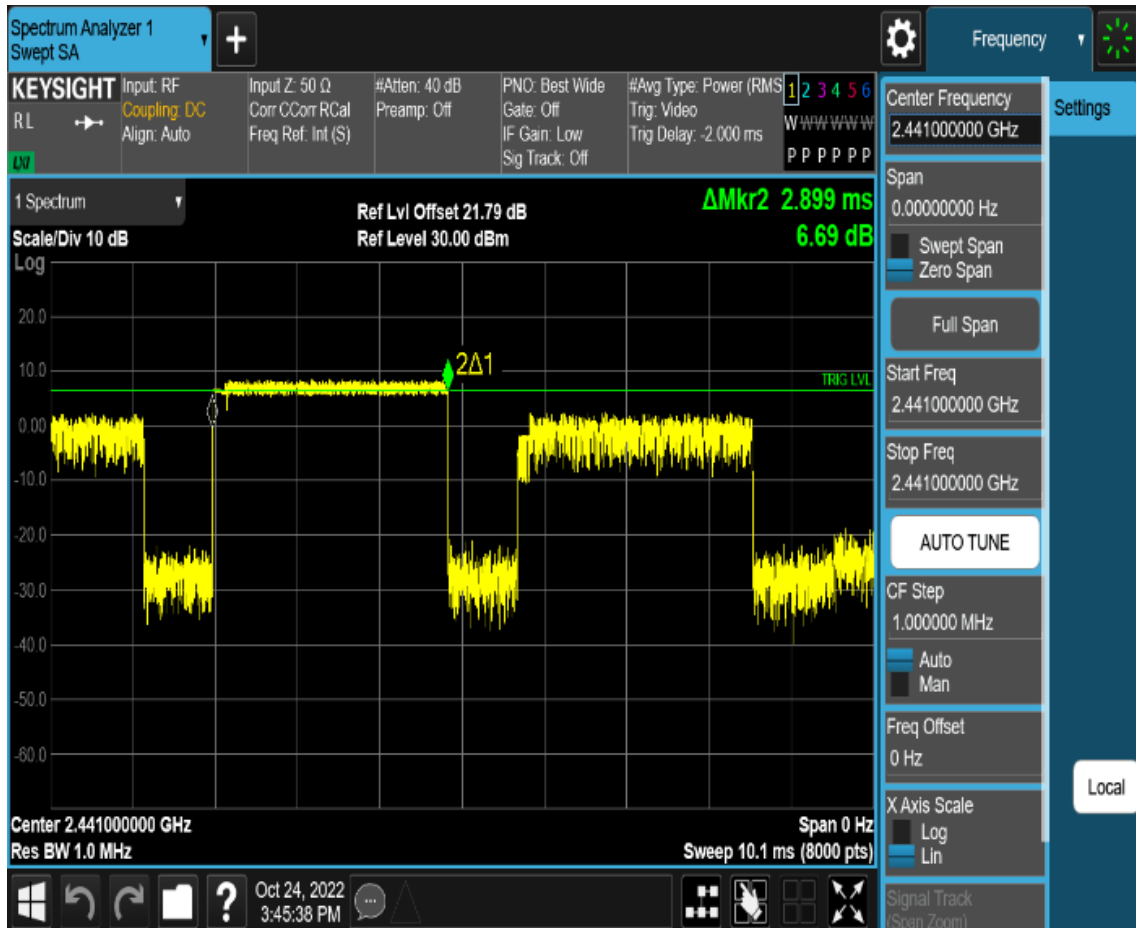 Spectrum Analyzer 1
Swept SA
+
Frequency
KEYSIGHT
RL
LXI
Input: RF
Coupling: DC
Align: Auto
Input Z: 50 Ω
Corr CCorr RCal
Freq Ref: Int (S)
#Atten: 40 dB
Preamp: Off
PNO: Best Wide
Gate: Off
IF Gain: Low
Sig Track: Off
#Avg Type: Power (RMS
Trig: Video
Trig Delay: -2.000 ms
1 2 3 4 5 6
W W W W W W
P P P P P P
1 Spectrum
Scale/Div 10 dB
Log
Ref Lvl Offset 21.79 dB
Ref Level 30.00 dBm
ΔMkr2 2.899 ms
6.69 dB
20.0
10.0
0.00
-10.0
-20.0
-30.0
-40.0
-50.0
-60.0
2Δ1
TRIG LVL
Center 2.441000000 GHz
Res BW 1.0 MHz
Span 0 Hz
Sweep 10.1 ms (8000 pts)
Center Frequency
2.441000000 GHz
Span
0.00000000 Hz
Swept Span
Zero Span
Full Span
Start Freq
2.441000000 GHz
Stop Freq
2.441000000 GHz
AUTO TUNE
CF Step
1.000000 MHz
Auto
Man
Freq Offset
0 Hz
X Axis Scale
Log
Lin
Signal Track
(Span Zoom)
Settings
Local
?
Oct 24, 2022
3:45:38 PM